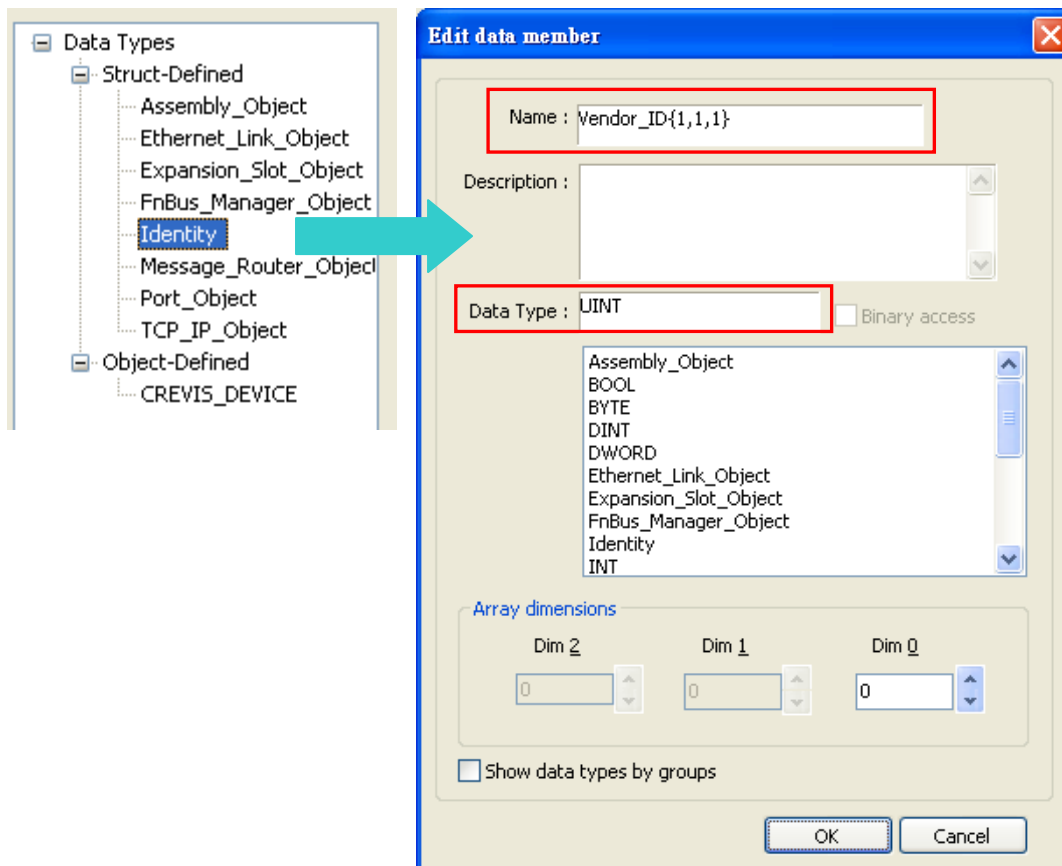 Data Types
Struct-Defined
Assembly_Object
Ethernet_Link_Object
Expansion_Slot_Object
FnBus_Manager_Object
Identity
Message_Router_Object
Port_Object
TCP_IP_Object
Object-Defined
CREVIS_DEVICE
Edit data member
Name : Vendor_ID{1,1,1}
Description :
Data Type : UINT
Binary access
Assembly_Object
BOOL
BYTE
DINT
DWORD
Ethernet_Link_Object
Expansion_Slot_Object
FnBus_Manager_Object
Identity
INT
Array dimensions
Dim 2 Dim 1 Dim 0
0 0 0
Show data types by groups
OK Cancel